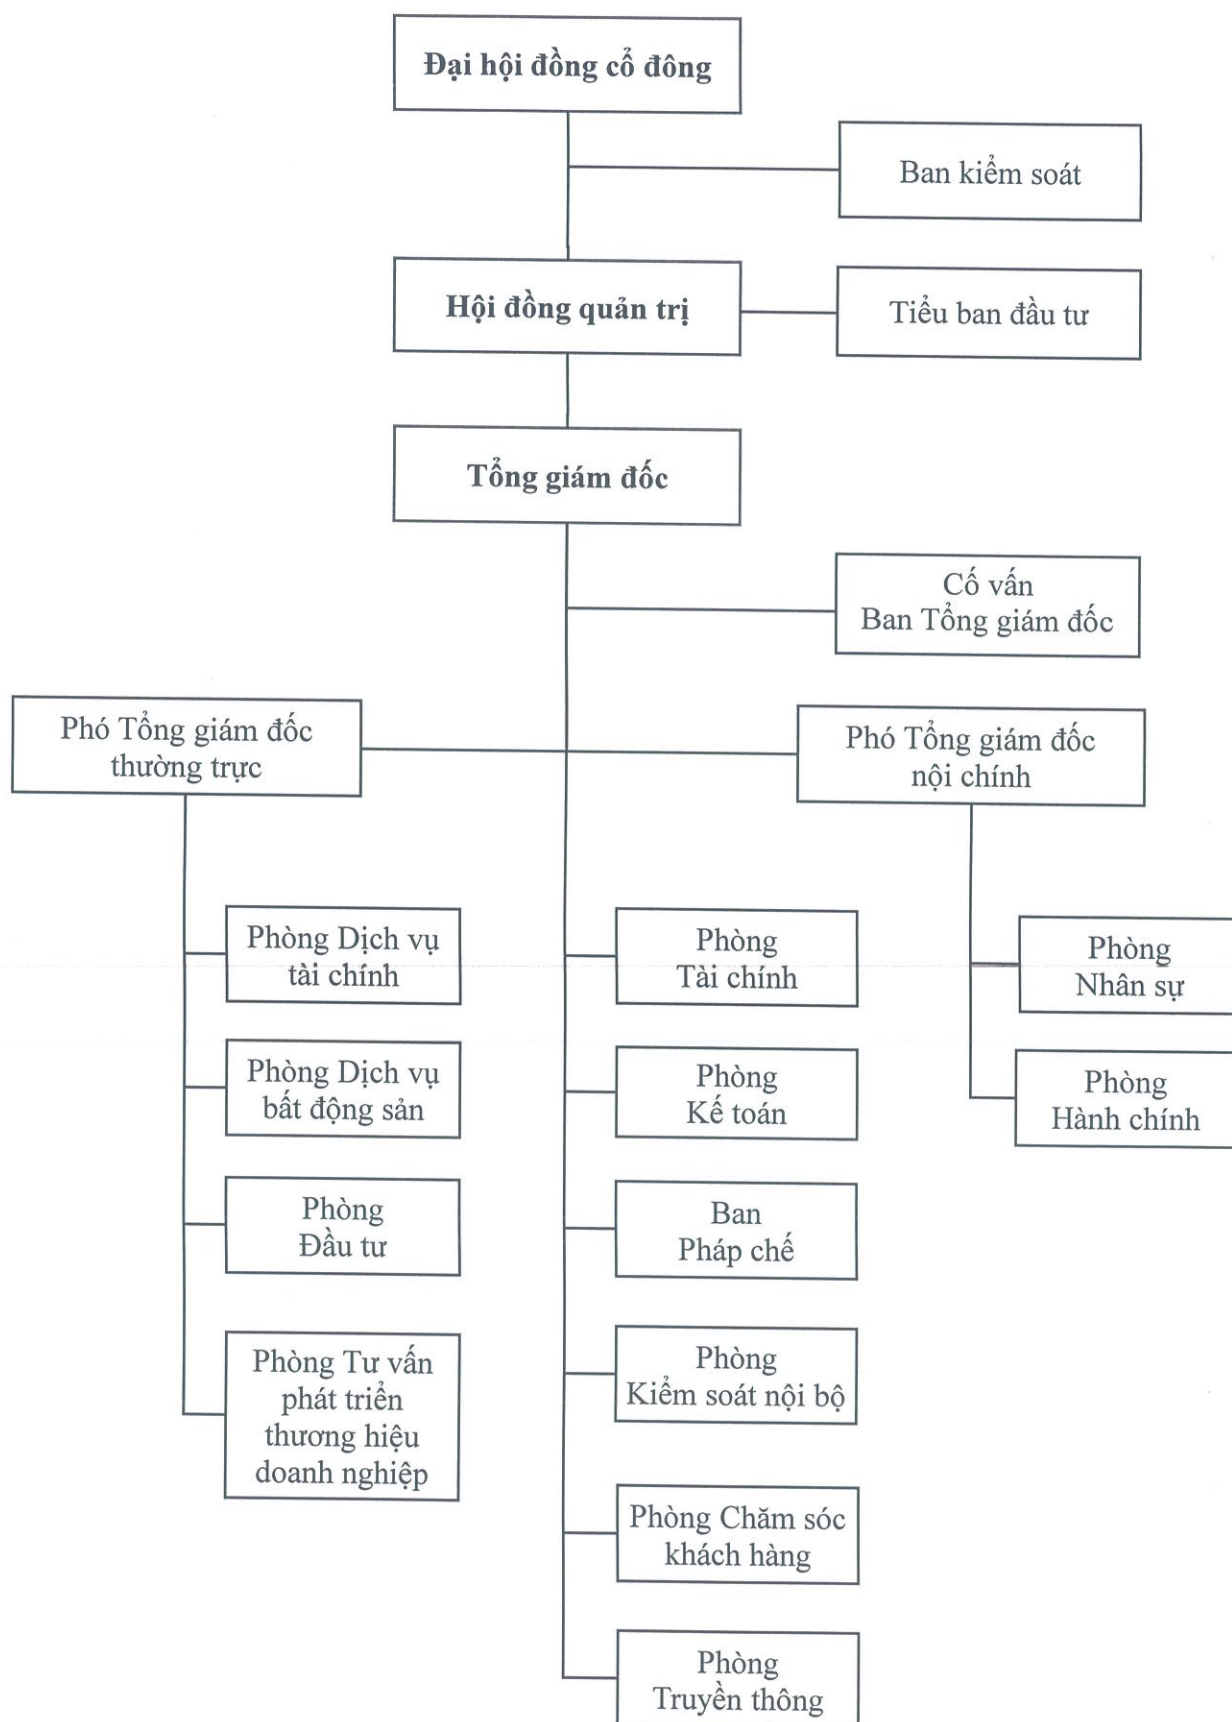 Đại hội đồng cổ đông
Ban kiểm soát
Hội đồng quản trị
Tiểu ban đầu tư
Tổng giám đốc
Cố vấn
Ban Tổng giám đốc
Phó Tổng giám đốc
thường trực
Phó Tổng giám đốc
nội chính
Phòng Dịch vụ
tài chính
Phòng
Tài chính
Phòng
Nhân sự
Phòng Dịch vụ
bất động sản
Phòng
Kế toán
Phòng
Hành chính
Phòng
Đầu tư
Ban
Pháp chế
Phòng Tư vấn
phát triển
thương hiệu
doanh nghiệp
Phòng
Kiểm soát nội bộ
Phòng Chăm sóc
khách hàng
Phòng
Truyền thông